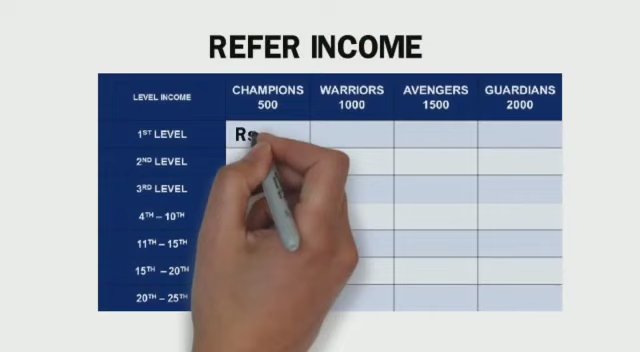 REFER INCOME
LEVEL INCOME CHAMPIONS 500 WARRIORS 1000 AVENGERS 1500 GUARDIANS 2000
1ST LEVEL Rs
2ND LEVEL
3RD LEVEL
4TH – 10TH
11TH – 15TH
15TH – 20TH
20TH – 25TH